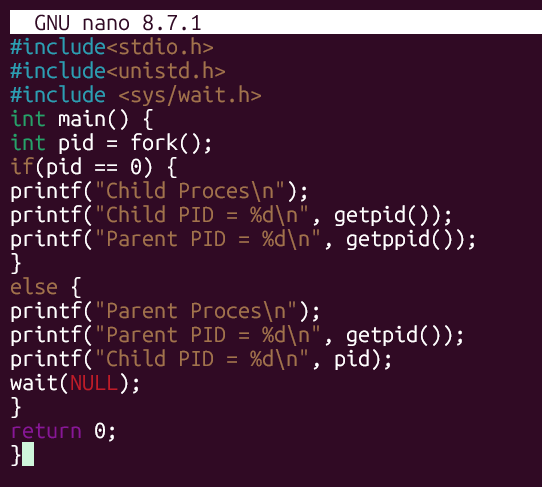 GNU nano 8.7.1
#include<stdio.h>
#include<unistd.h>
#include <sys/wait.h>
int main() {
int pid = fork();
if(pid == 0) {
printf("Child Proces\n");
printf("Child PID = %d\n", getpid());
printf("Parent PID = %d\n", getppid());
}
else {
printf("Parent Proces\n");
printf("Parent PID = %d\n", getpid());
printf("Child PID = %d\n", pid);
wait(NULL);
}
return 0;
}